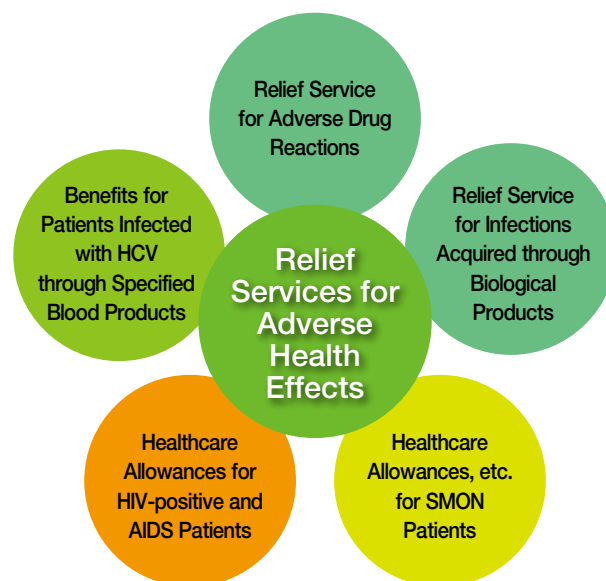 Relief Service
for Adverse Drug
Reactions
Benefits for
Patients Infected
with HCV
through Specified
Blood Products
Relief Service
for Infections
Acquired through
Biological
Products
Relief
Services for
Adverse
Health
Effects
Healthcare
Allowances for
HIV-positive and
AIDS Patients
Healthcare
Allowances, etc.
for SMON
Patients